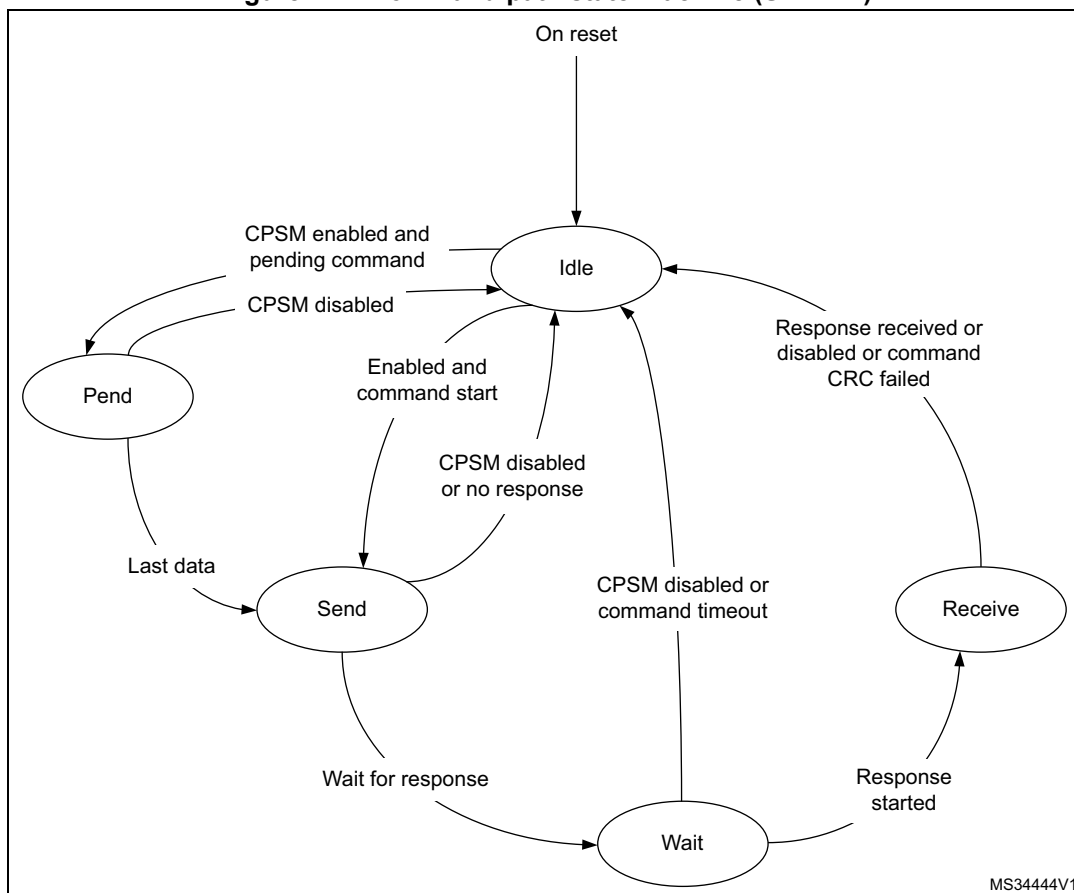 On reset
CPSM enabled and
pending command
Idle
CPSM disabled
Response received or
disabled or command
CRC failed
Enabled and
command start
Pend
CPSM disabled
or no response
Last data
CPSM disabled or
command timeout
Send
Receive
Wait for response
Response
started
Wait
MS34444V1